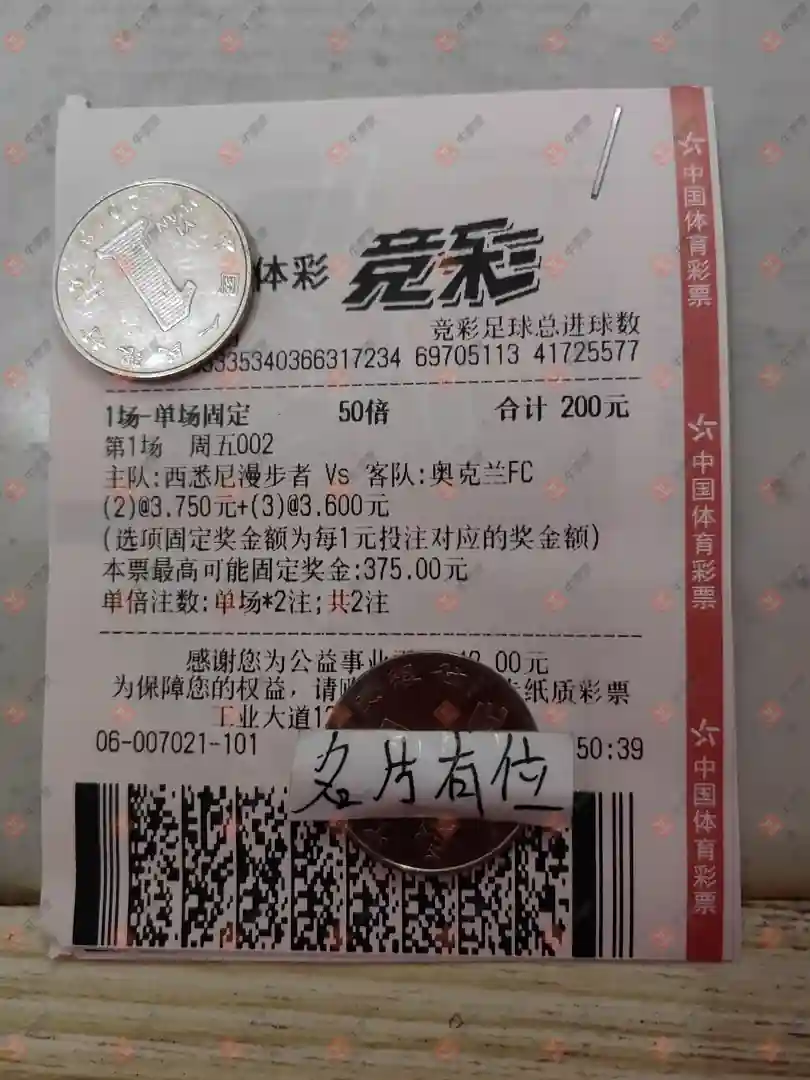 体彩 竞彩
竞彩足球总进球数
335340366317234 69705113 41725577
1场-单场固定 50倍 合计 200元
第1场 周五002
主队:西悉尼漫步者 Vs 客队:奥克兰FC
(2)@3.750元+(3)@3.600元
(选项固定奖金额为每1元投注对应的奖金额)
本票最高可能固定奖金:375.00元
单倍注数:单场*2注;共2注
感谢您为公益事业 .00元
为保障您的权益，请 纸质彩票
工业大道1
06-007021-101 50:39
名片有位
中国体育彩票
中国体育彩票
中国体育彩票
1